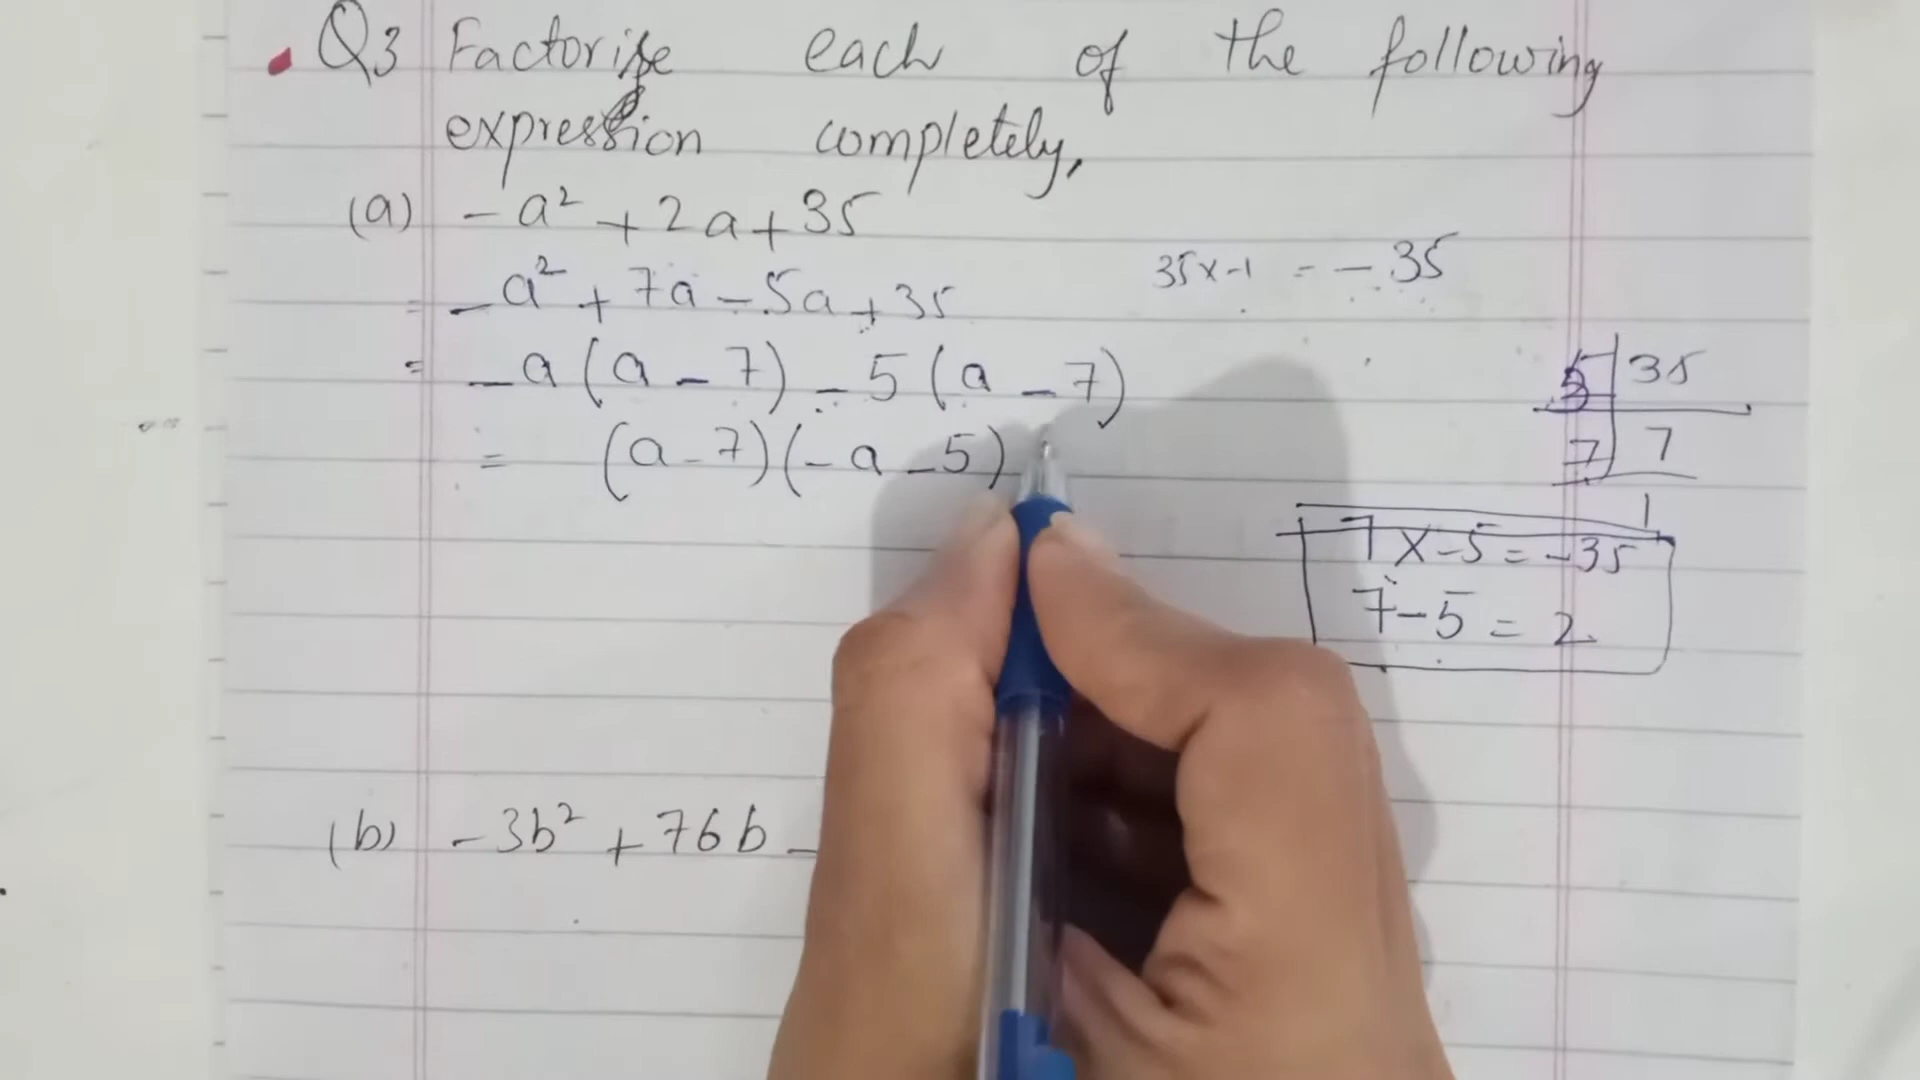 Q3 Factorise each of the following
expression completely,
(a) - a² + 2a + 35
= - a² + 7a - 5a + 35
35 x -1 = - 35
= - a (a - 7) - 5 (a - 7)
= (a - 7)(- a - 5)
5 | 35
7 | 7
1
7 x -5 = -35
7 - 5 = 2
(b) - 3b² + 76b -